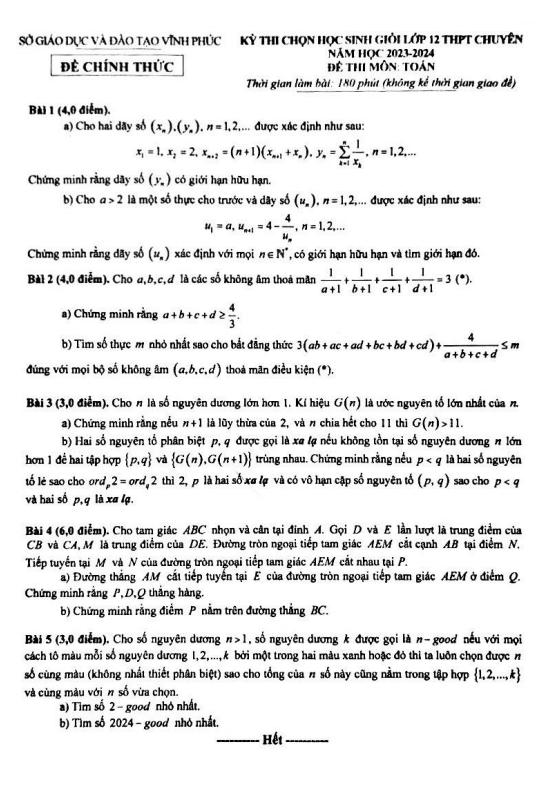 SỞ GIÁO DỤC VÀ ĐÀO TẠO VĨNH PHÚC
ĐỀ CHÍNH THỨC
KỲ THI CHỌN HỌC SINH GIỎI LỚP 12 THPT CHUYÊN
NĂM HỌC 2023-2024
ĐỀ THI MÔN: TOÁN
Thời gian làm bài: 180 phút (không kể thời gian giao đề)
Bài 1 (4,0 điểm).
a) Cho hai dãy số (x_n),(y_n), n=1,2,... được xác định như sau:
x_1 = 1, x_2 = 2, x_{n+2} = (n+1)(x_{n+1} + x_n), y_n = \sum_{k=1}^{n} \frac{1}{x_k}, n=1,2,...
Chứng minh rằng dãy số (y_n) có giới hạn hữu hạn.
b) Cho a > 2 là một số thực cho trước và dãy số (u_n), n=1,2,... được xác định như sau:
u_1 = a, u_{n+1} = 4 - \frac{4}{u_n}, n=1,2,...
Chứng minh rằng dãy số (u_n) xác định với mọi n ∈ ℕ*, có giới hạn hữu hạn và tìm giới hạn đó.
Bài 2 (4,0 điểm). Cho a,b,c,d là các số không âm thoả mãn \frac{1}{a+1} + \frac{1}{b+1} + \frac{1}{c+1} + \frac{1}{d+1} = 3 (*).
a) Chứng minh rằng a+b+c+d ≥ \frac{4}{3}.
b) Tìm số thực m nhỏ nhất sao cho bất đẳng thức 3(ab+ac+ad+bc+bd+cd) + \frac{4}{a+b+c+d} ≤ m
đúng với mọi bộ số không âm (a,b,c,d) thoả mãn điều kiện (*).
Bài 3 (3,0 điểm). Cho n là số nguyên dương lớn hơn 1. Kí hiệu G(n) là ước nguyên tố lớn nhất của n.
a) Chứng minh rằng nếu n+1 là lũy thừa của 2, và n chia hết cho 11 thì G(n) > 11.
b) Hai số nguyên tố phân biệt p, q được gọi là xa lạ nếu không tồn tại số nguyên dương n lớn
hơn 1 để hai tập hợp {p,q} và {G(n),G(n+1)} trùng nhau. Chứng minh rằng nếu p < q là hai số nguyên
tố lẻ sao cho ord_p 2 = ord_q 2 thì 2, p là hai số xa lạ và có vô hạn cặp số nguyên tố (p, q) sao cho p < q
và hai số p,q là xa lạ.
Bài 4 (6,0 điểm). Cho tam giác ABC nhọn và cân tại đỉnh A. Gọi D và E lần lượt là trung điểm của
CB và CA, M là trung điểm của DE. Đường tròn ngoại tiếp tam giác AEM cắt cạnh AB tại điểm N.
Tiếp tuyến tại M và N của đường tròn ngoại tiếp tam giác AEM cắt nhau tại P.
a) Đường thẳng AM cắt tiếp tuyến tại E của đường tròn ngoại tiếp tam giác AEM ở điểm Q.
Chứng minh rằng P,D,Q thẳng hàng.
b) Chứng minh rằng điểm P nằm trên đường thẳng BC.
Bài 5 (3,0 điểm). Cho số nguyên dương n > 1, số nguyên dương k được gọi là n – good nếu với mọi
cách tô màu mỗi số nguyên dương 1,2,...,k bởi một trong hai màu xanh hoặc đỏ thì ta luôn chọn được n
số cùng màu (không nhất thiết phân biệt) sao cho tổng của n số này cũng nằm trong tập hợp {1,2,...,k}
và cùng màu với n số vừa chọn.
a) Tìm số 2 – good nhỏ nhất.
b) Tìm số 2024 – good nhỏ nhất.
---------- Hết ----------